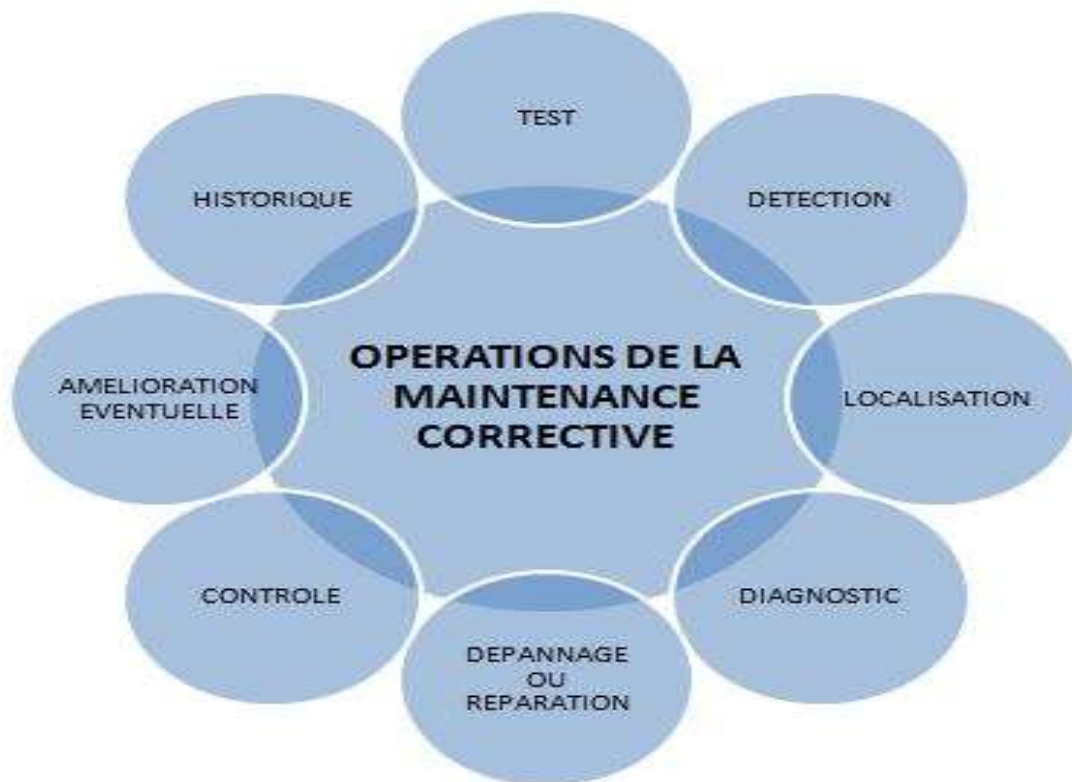 TEST
DETECTION
LOCALISATION
DIAGNOSTIC
DEPANNAGE
OU
REPARATION
CONTROLE
AMELIORATION
EVENTUELLE
HISTORIQUE
OPERATIONS DE LA
MAINTENANCE
CORRECTIVE